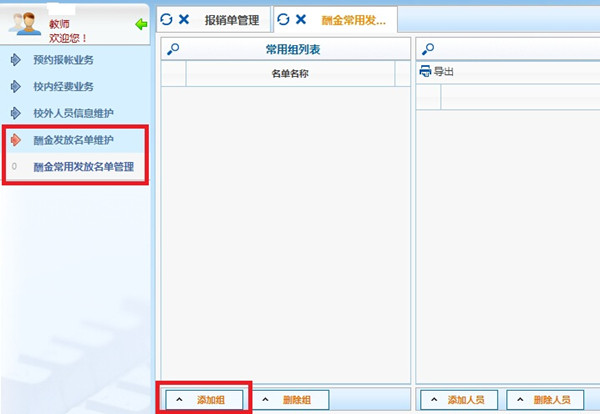 教师
欢迎您！
预约报帐业务
校内经费业务
校外人员信息维护
酬金发放名单维护
酬金常用发放名单管理
报销单管理
酬金常用发...
常用组列表
名单名称
导出
添加组
删除组
添加人员
删除人员